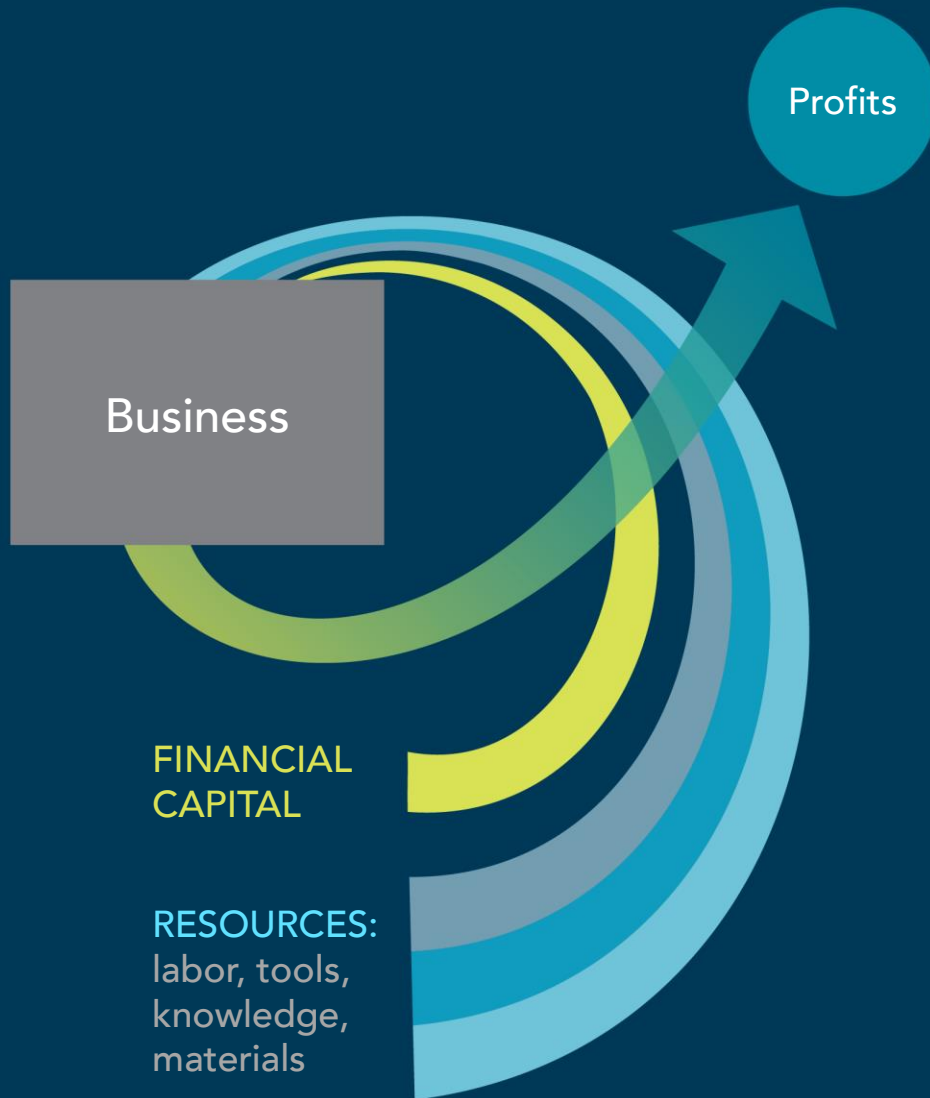 Profits
Business
FINANCIAL
CAPITAL
RESOURCES:
labor, tools,
knowledge,
materials